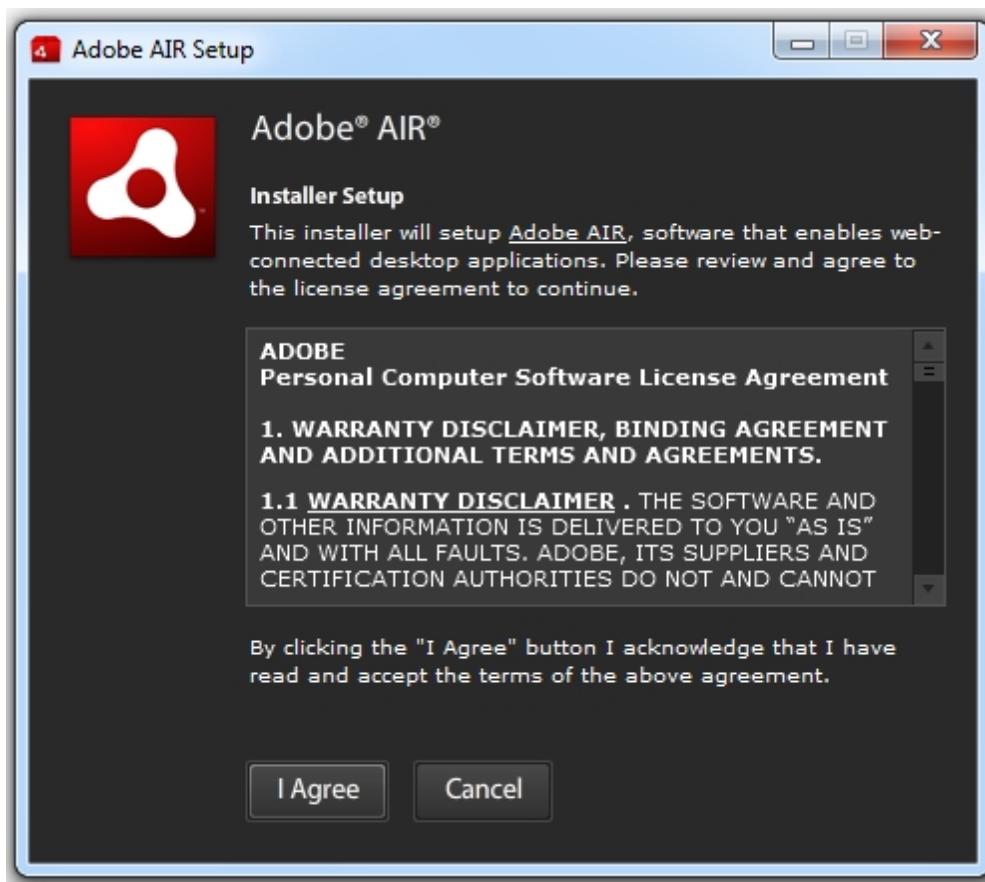 Adobe AIR Setup
Adobe® AIR®
Installer Setup
This installer will setup Adobe AIR, software that enables web-
connected desktop applications. Please review and agree to
the license agreement to continue.
ADOBE
Personal Computer Software License Agreement
1. WARRANTY DISCLAIMER, BINDING AGREEMENT
AND ADDITIONAL TERMS AND AGREEMENTS.
1.1 WARRANTY DISCLAIMER . THE SOFTWARE AND
OTHER INFORMATION IS DELIVERED TO YOU “AS IS”
AND WITH ALL FAULTS. ADOBE, ITS SUPPLIERS AND
CERTIFICATION AUTHORITIES DO NOT AND CANNOT
By clicking the "I Agree" button I acknowledge that I have
read and accept the terms of the above agreement.
I Agree Cancel